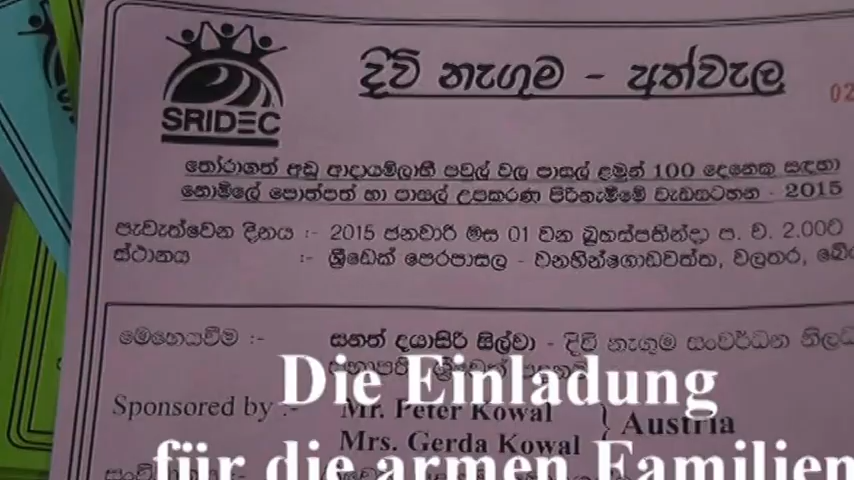 SRIDEC
දිවි නැගුම - අත්වැල
02
තෝරාගත් අඩු ආදායම්ලාභී පවුල් වල පාසල් ළමුන් 100 දෙනෙකු සඳහා
නොමිලේ පොත්පත් හා පාසල් උපකරණ පිරිනැමීමේ වැඩසටහන - 2015
පැවැත්වෙන දිනය :- 2015 ජනවාරි මස 01 වන බ්‍රහස්පතින්දා ප. ව. 2.00ට
ස්ථානය :- ශ්‍රීඩෙක් පෙරපාසල - වනහින්ගොඩවත්ත, වලතර,
මෙහෙයවීම :- සනත් දයාසිරි සිල්වා - දිවි නැගුම සංවර්ධන
Die Einladung
Sponsored by :- Mr. Peter Kowal
Mrs. Gerda Kowal } Austria
für die armen Familien